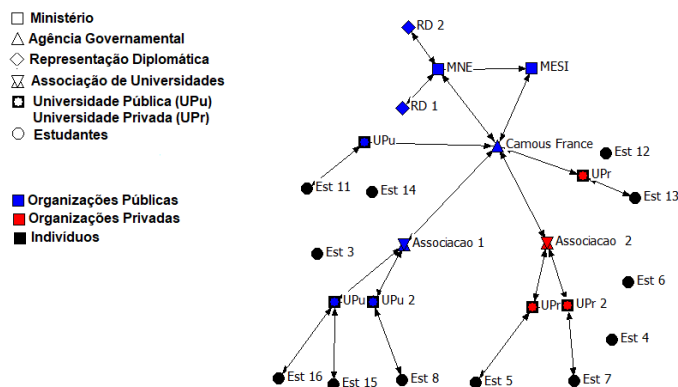 Ministério
Agência Governamental
Representação Diplomática
Associação de Universidades
Universidade Pública (UPu)
Universidade Privada (UPr)
Estudantes
Organizações Públicas
Organizações Privadas
Indivíduos
RD 2
MNE
MESI
RD 1
UPu
Camous France
Est 12
UPr
Est 11
Est 14
Est 13
Associacao 1
Associacao 2
Est 3
Est 6
UPu
UPu 2
UPr
UPr 2
Est 4
Est 16
Est 15
Est 8
Est 5
Est 7